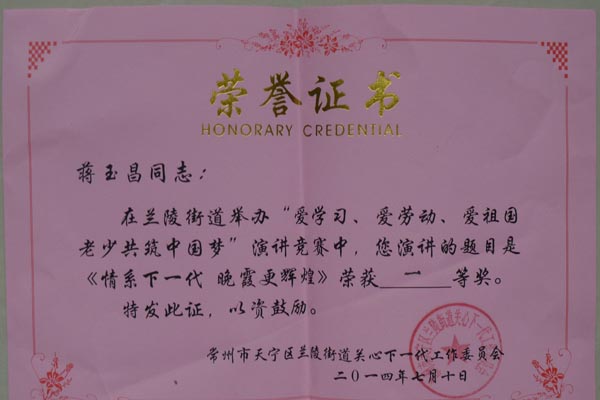 荣誉证书
HONORARY CREDENTIAL
蒋玉昌同志：
在兰陵街道举办“爱学习、爱劳动、爱祖国
老少共筑中国梦”演讲竞赛中，您演讲的题目是
《情系下一代 晚霞更辉煌》荣获 一 等奖。
特发此证，以资鼓励。
常州市天宁区兰陵街道关心下一代工作委员会
二〇一四年七月十日